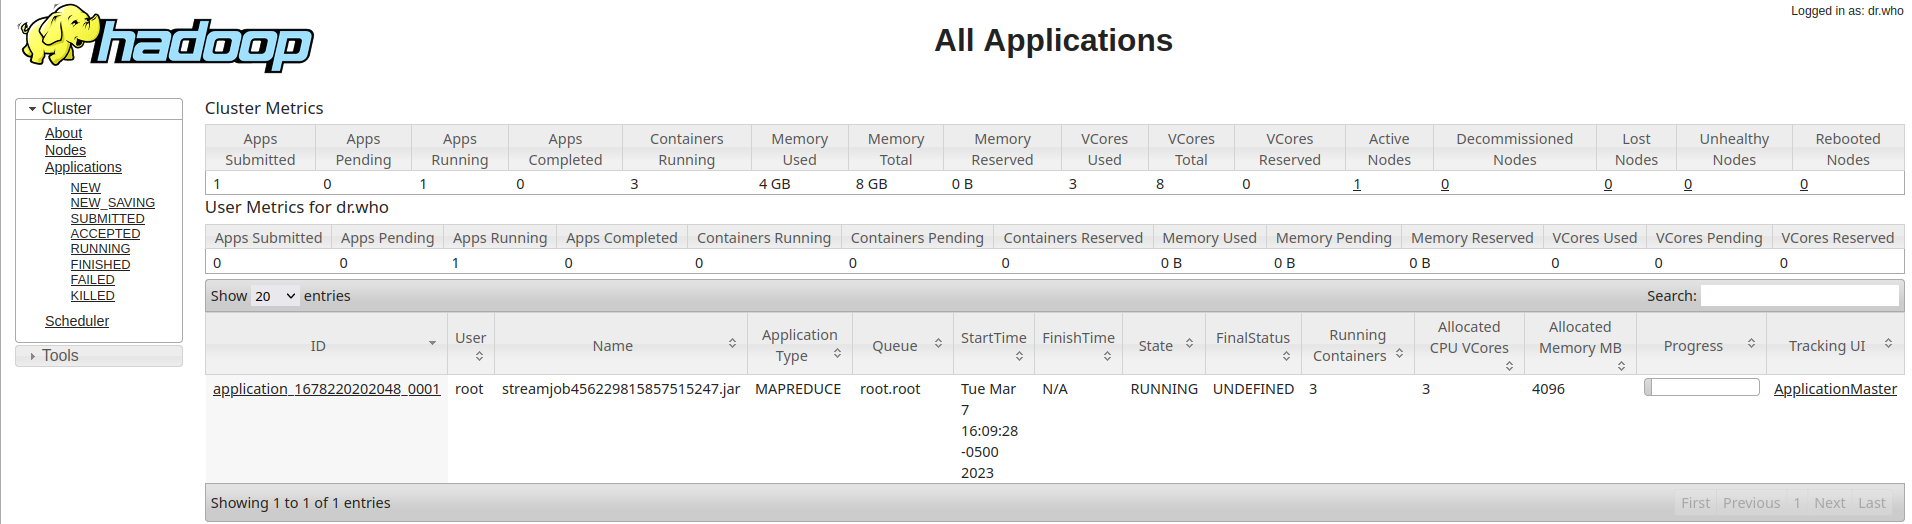 Logged in as: dr.who
hadoop
All Applications
Cluster
About
Nodes
Applications
NEW
NEW_SAVING
SUBMITTED
ACCEPTED
RUNNING
FINISHED
FAILED
KILLED
Scheduler
Tools
Cluster Metrics
Apps Submitted Apps Pending Apps Running Apps Completed Containers Running Memory Used Memory Total Memory Reserved VCores Used VCores Total VCores Reserved Active Nodes Decommissioned Nodes Lost Nodes Unhealthy Nodes Rebooted Nodes
1 0 1 0 3 4 GB 8 GB 0 B 3 8 0 1 0 0 0 0
User Metrics for dr.who
Apps Submitted Apps Pending Apps Running Apps Completed Containers Running Containers Pending Containers Reserved Memory Used Memory Pending Memory Reserved VCores Used VCores Pending VCores Reserved
0 0 1 0 0 0 0 0 B 0 B 0 B 0 0 0
Show 20 entries Search:
ID User Name Application Type Queue StartTime FinishTime State FinalStatus Running Containers Allocated CPU VCores Allocated Memory MB Progress Tracking UI
application_1678220202048_0001 root streamjob456229815857515247.jar MAPREDUCE root.root Tue Mar 7 16:09:28 -0500 2023 N/A RUNNING UNDEFINED 3 3 4096 ApplicationMaster
Showing 1 to 1 of 1 entries First Previous 1 Next Last